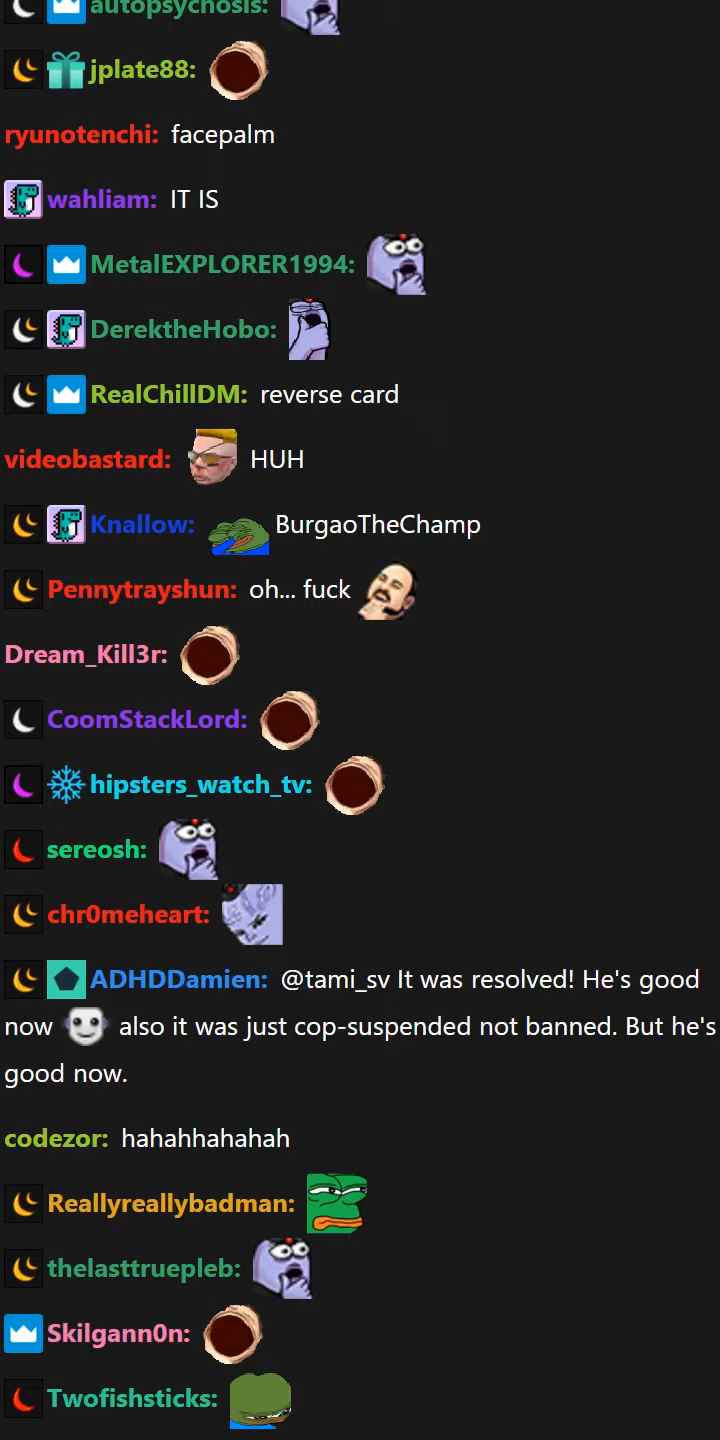 autopsychosis:
jplate88:
ryunotenchi: facepalm
wahliam: IT IS
MetalEXPLORER1994:
DerektheHobo:
RealChillDM: reverse card
videobastard: HUH
Knallow: BurgaoTheChamp
Pennytrayshun: oh... fuck
Dream_Kill3r:
CoomStackLord:
hipsters_watch_tv:
sereosh:
chr0meheart:
ADHDDamien: @tami_sv It was resolved! He's good
now also it was just cop-suspended not banned. But he's
good now.
codezor: hahahhahahah
Reallyreallybadman:
thelasttruepleb:
Skilgann0n:
Twofishsticks: